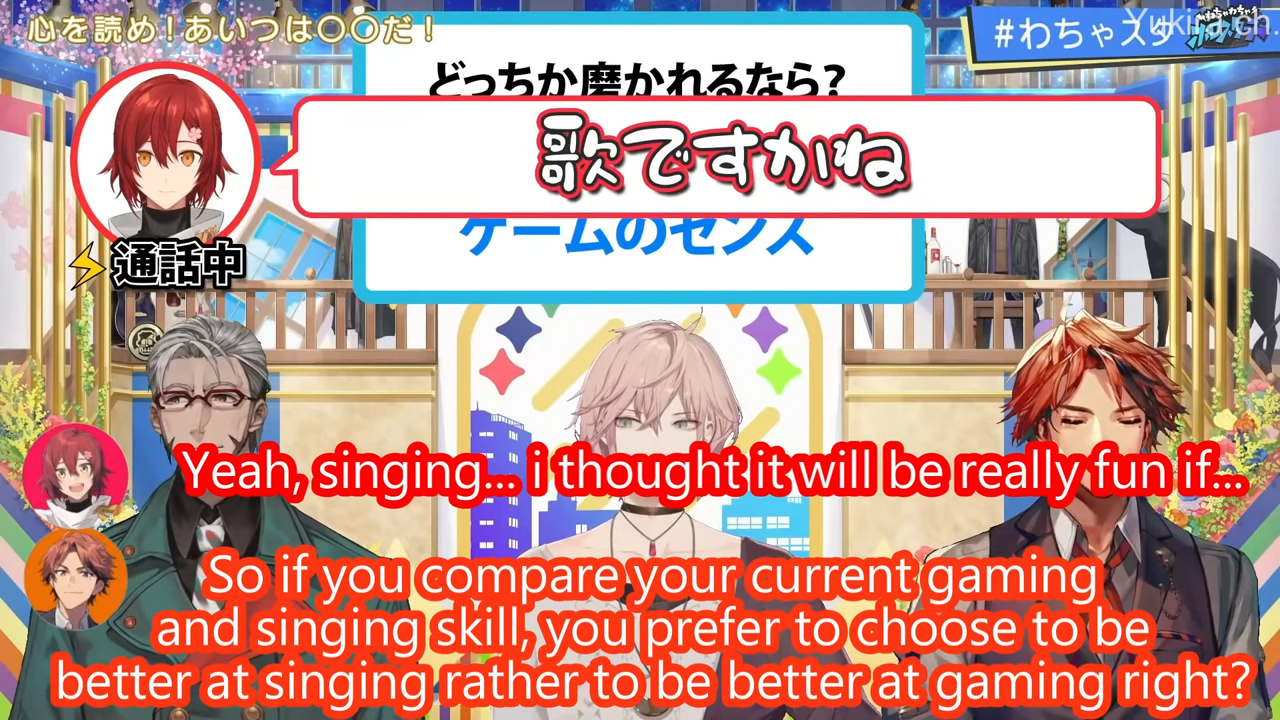 心を読め！あいつは〇〇だ！
#わちゃスタ
Yukira ch.
どっちか磨かれるなら?
歌ですかね
ゲームのセンス
通話中
Yeah, singing... i thought it will be really fun if...
So if you compare your current gaming
and singing skill, you prefer to choose to be
better at singing rather to be better at gaming right?